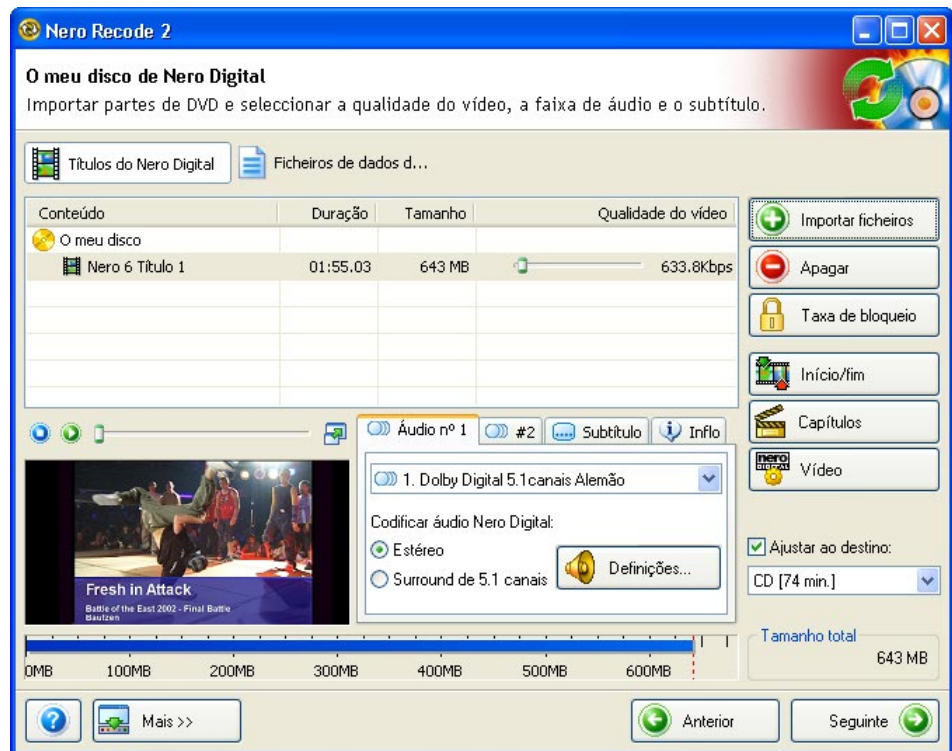 Nero Recode 2
O meu disco de Nero Digital
Importar partes de DVD e seleccionar a qualidade do vídeo, a faixa de áudio e o subtítulo.
Títulos do Nero Digital
Ficheiros de dados d...
Conteúdo Duração Tamanho Qualidade do vídeo
O meu disco
Nero 6 Título 1 01:55.03 643 MB 633.8Kbps
Importar ficheiros
Apagar
Taxa de bloqueio
Início/fim
Capítulos
nero
DIGITAL
Vídeo
Áudio nº 1 #2 Subtítulo Inflo
1. Dolby Digital 5.1canais Alemão
Codificar áudio Nero Digital:
Estéreo
Surround de 5.1 canais
Definições...
Fresh in Attack
Battle of the East 2002 - Final Battle
Bautzen
Ajustar ao destino:
CD [74 min.]
Tamanho total
643 MB
0MB 100MB 200MB 300MB 400MB 500MB 600MB
Mais >>
Anterior
Seguinte